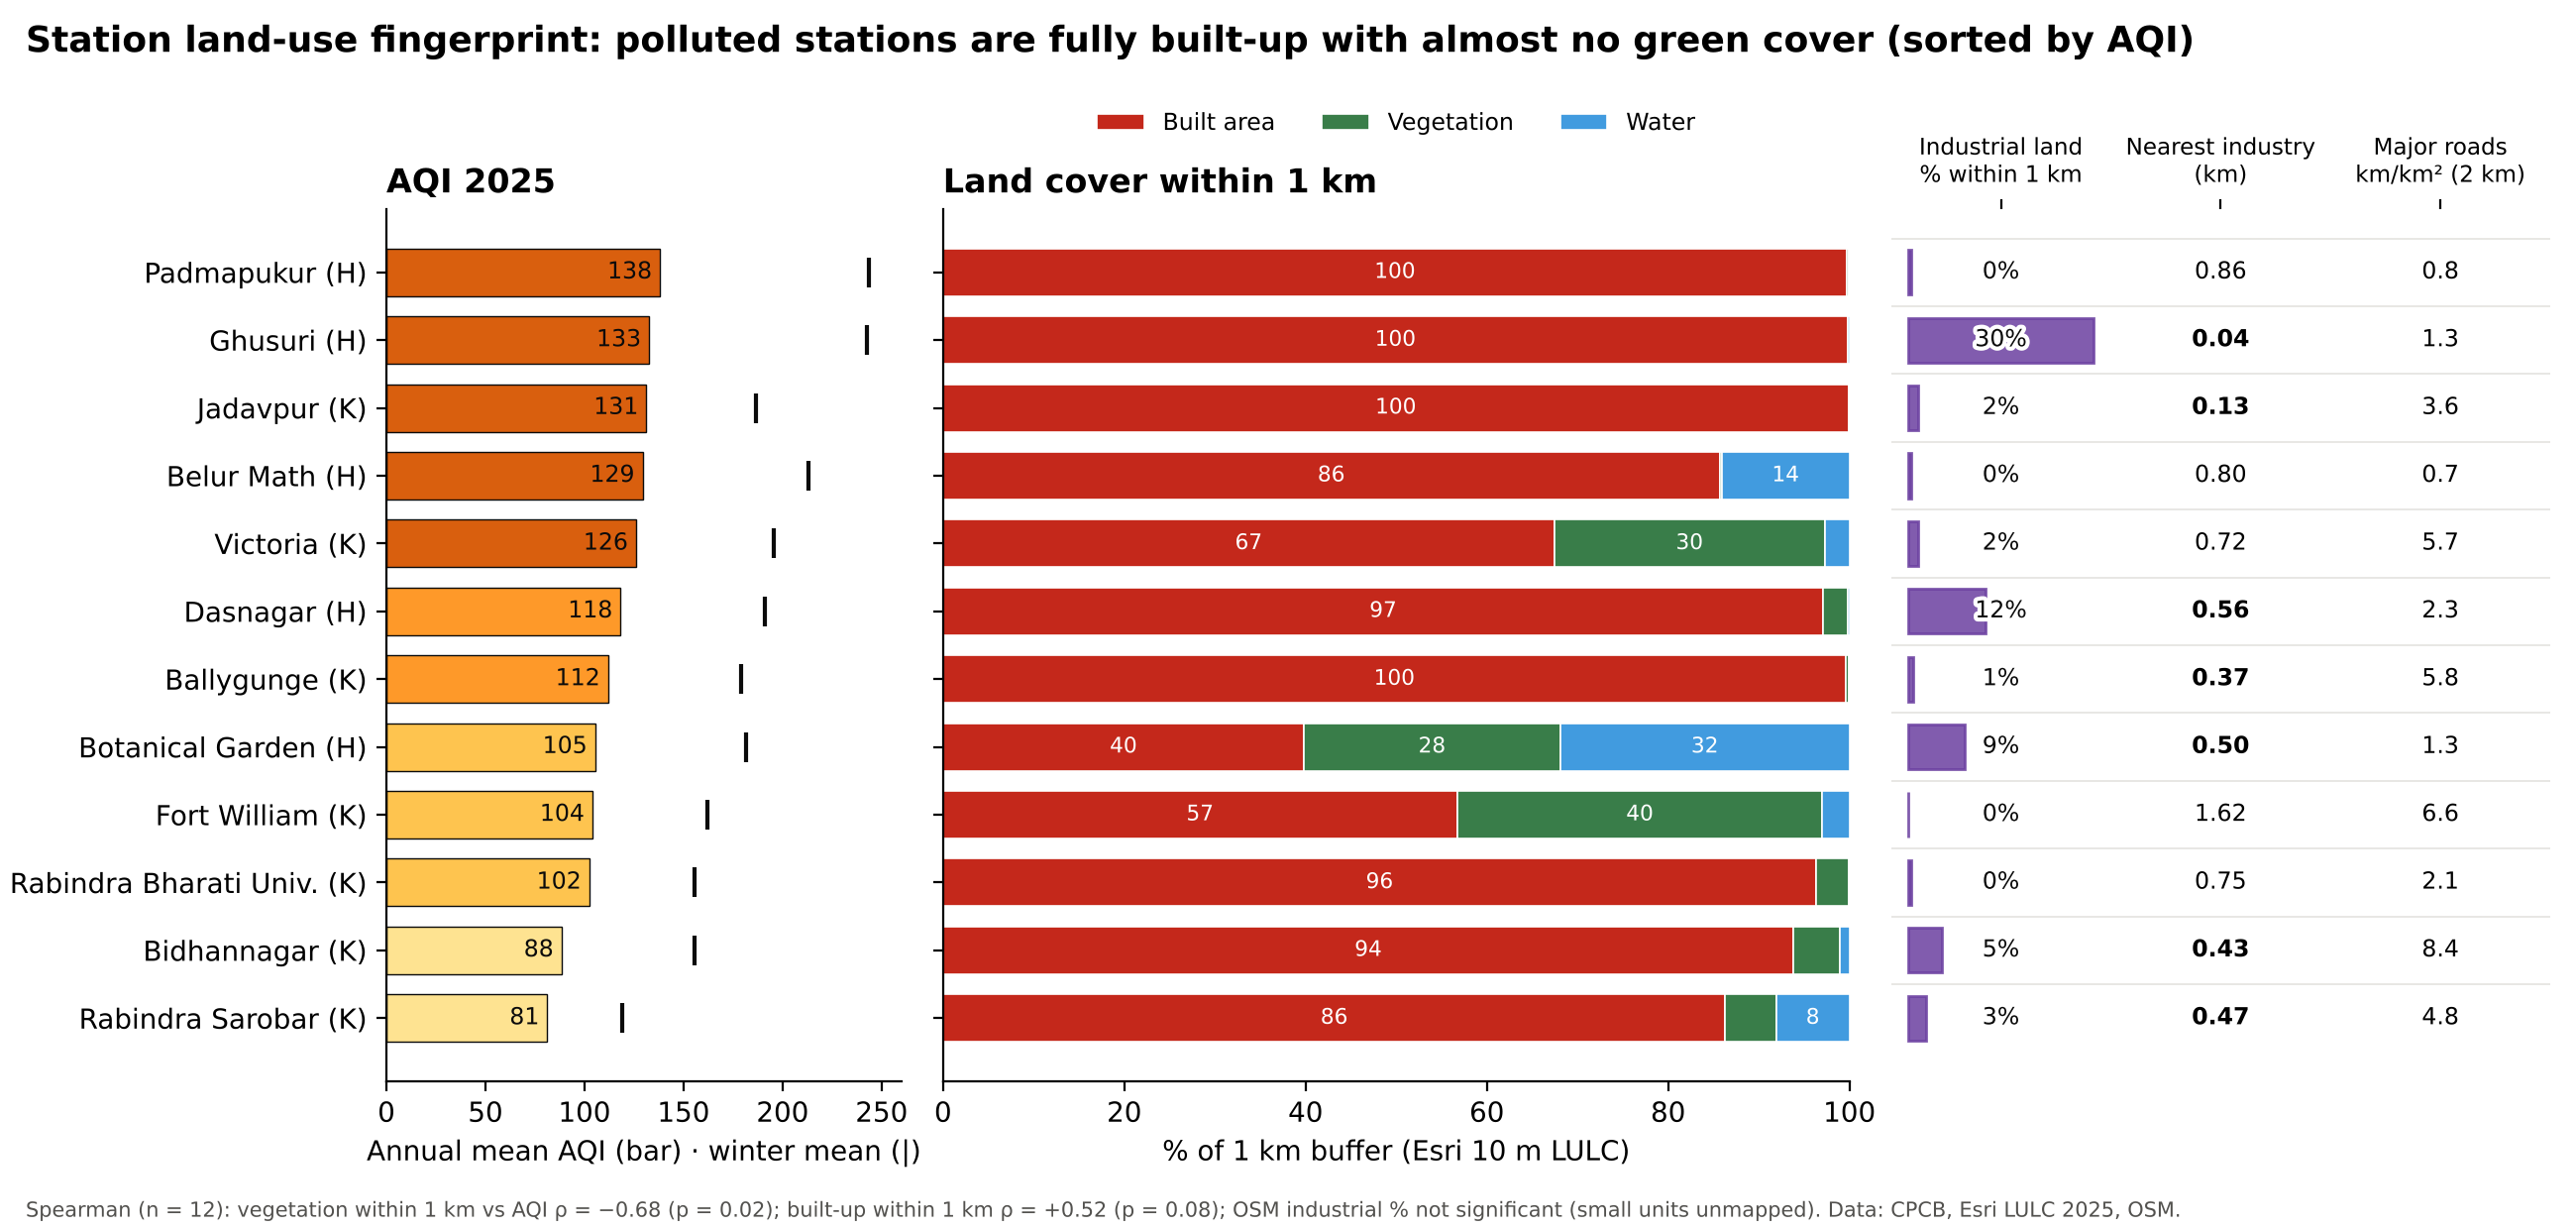 Station land-use fingerprint: polluted stations are fully built-up with almost no green cover (sorted by AQI)
Built area Vegetation Water
Industrial land Nearest industry Major roads
% within 1 km (km) km/km² (2 km)
AQI 2025 Land cover within 1 km
Padmapukur (H) 138 100 0% 0.86 0.8
Ghusuri (H) 133 100 30% 0.04 1.3
Jadavpur (K) 131 100 2% 0.13 3.6
Belur Math (H) 129 86 14 0% 0.80 0.7
Victoria (K) 126 67 30 2% 0.72 5.7
Dasnagar (H) 118 97 12% 0.56 2.3
Ballygunge (K) 112 100 1% 0.37 5.8
Botanical Garden (H) 105 40 28 32 9% 0.50 1.3
Fort William (K) 104 57 40 0% 1.62 6.6
Rabindra Bharati Univ. (K) 102 96 0% 0.75 2.1
Bidhannagar (K) 88 94 5% 0.43 8.4
Rabindra Sarobar (K) 81 86 8 3% 0.47 4.8
0 50 100 150 200 250 0 20 40 60 80 100
Annual mean AQI (bar) · winter mean (|) % of 1 km buffer (Esri 10 m LULC)
Spearman (n = 12): vegetation within 1 km vs AQI ρ = −0.68 (p = 0.02); built-up within 1 km ρ = +0.52 (p = 0.08); OSM industrial % not significant (small units unmapped). Data: CPCB, Esri LULC 2025, OSM.